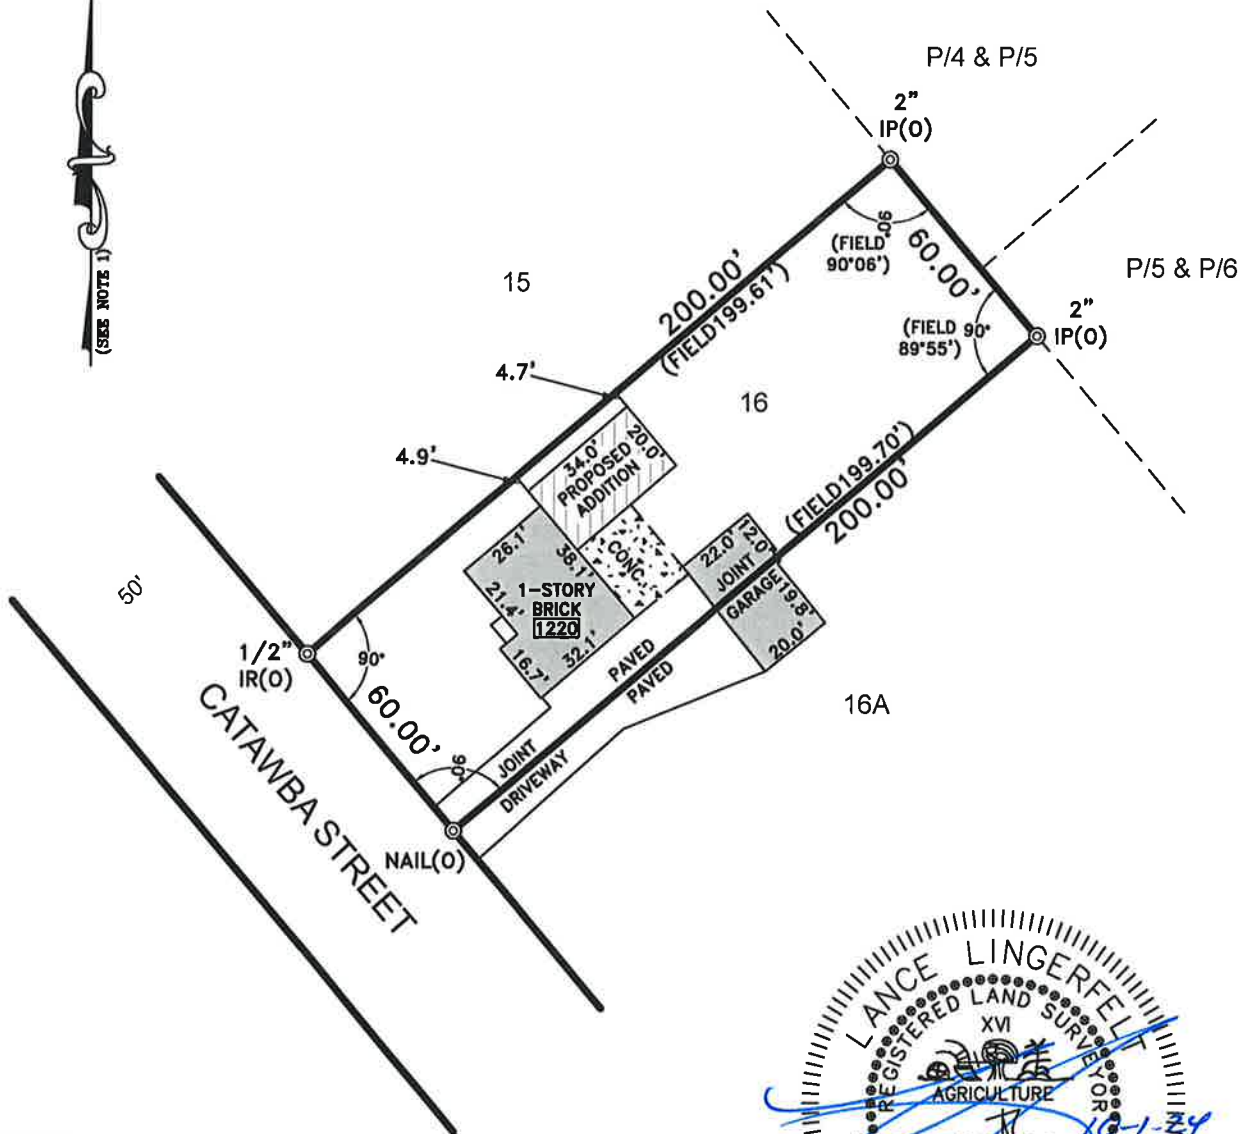 P/4 & P/5
2"
IP(O)
90°
(FIELD
90°06')
60.00'
P/5 & P/6
2"
IP(O)
(FIELD 90°
89°55')
(SEE NOTE 1)
15
200.00'
(FIELD199.61')
4.7'
16
4.9'
34.0'
20.0'
PROPOSED
ADDITION
(FIELD199.70')
200.00'
26.1'
38.1'
CONC.
22.0'
12.0'
JOINT
GARAGE
19.8'
20.0'
21.4'
1-STORY
BRICK
1220
16.7'
32.1'
50'
1/2"
IR(O)
90°
60.00'
90°
PAVED
PAVED
JOINT
DRIVEWAY
16A
NAIL(O)
CATAWBA STREET
LANCE LINGERFELT
REGISTERED LAND SURVEYOR
XVI
AGRICULTURE
10-1-24